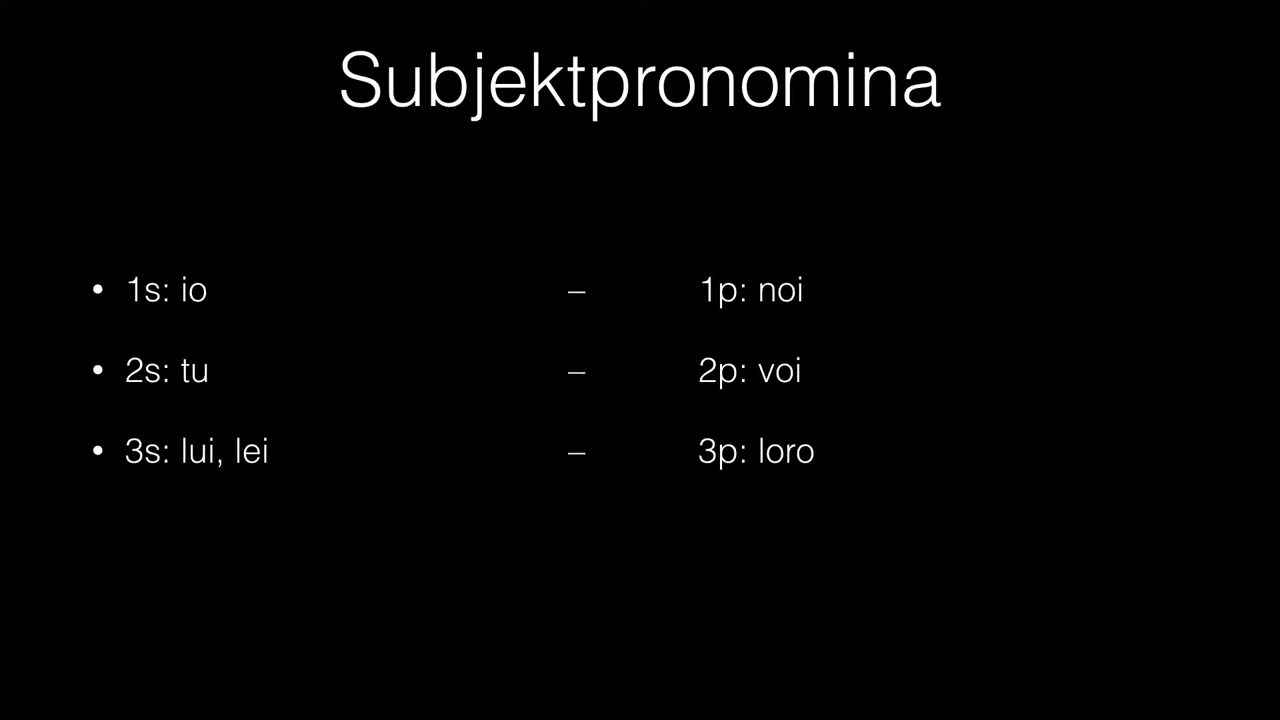 Subjektpronomina
• 1s: io – 1p: noi
• 2s: tu – 2p: voi
• 3s: lui, lei – 3p: loro